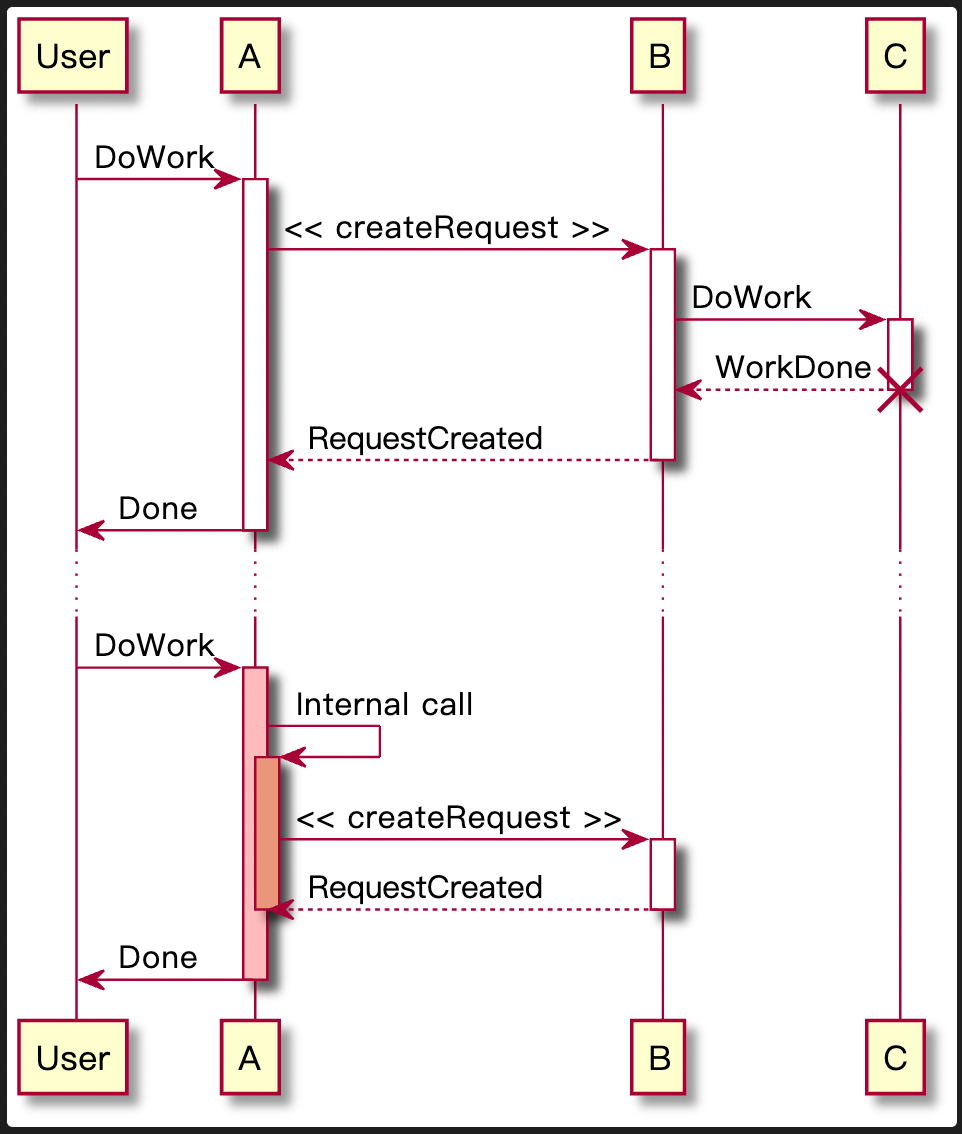 User A B C
DoWork
<< createRequest >>
DoWork
WorkDone
RequestCreated
Done
DoWork
Internal call
<< createRequest >>
RequestCreated
Done
User A B C